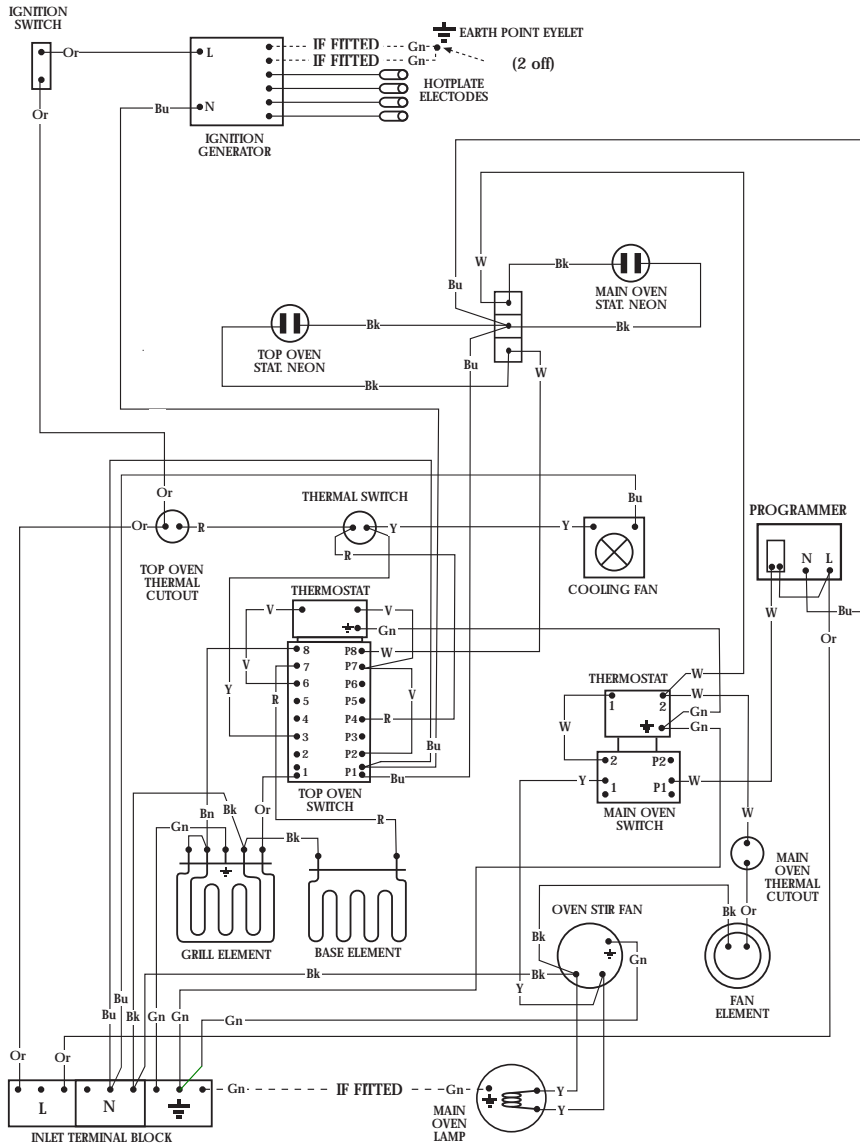 IGNITION
SWITCH
Or
L
IF FITTED
Gn
EARTH POINT EYELET
IF FITTED
Gn
(2 off)
HOTPLATE
ELECTODES
Or
Bu
N
IGNITION
GENERATOR
W
Bk
Bu
MAIN OVEN
STAT. NEON
Bk
Bk
TOP OVEN
STAT. NEON
Bu
W
Bk
Or
THERMAL SWITCH
Bu
PROGRAMMER
Or
R
Y
Y
N
L
R
TOP OVEN
THERMAL
CUTOUT
COOLING FAN
THERMOSTAT
V
V
W
Bu
Gn
Or
8
P8
W
V
7
P7
THERMOSTAT
W
Y
R
6
P6
V
1
2
W
5
P5
Gn
4
P4
R
W
Gn
3
P3
2
P2
Bu
2
P2
1
P1
Bu
Y
1
P1
W
TOP OVEN
SWITCH
MAIN OVEN
SWITCH
Bn
Bk
Or
W
Gn
R
Bk
MAIN
OVEN
THERMAL
CUTOUT
GRILL ELEMENT
BASE ELEMENT
OVEN STIR FAN
Bk
Or
Bk
Gn
Bk
Bk
Y
FAN
ELEMENT
Bu
Bu
Bk
Gn
Gn
Gn
Or
Or
L
N
Gn
IF FITTED
Gn
Y
Y
MAIN
OVEN
LAMP
INLET TERMINAL BLOCK